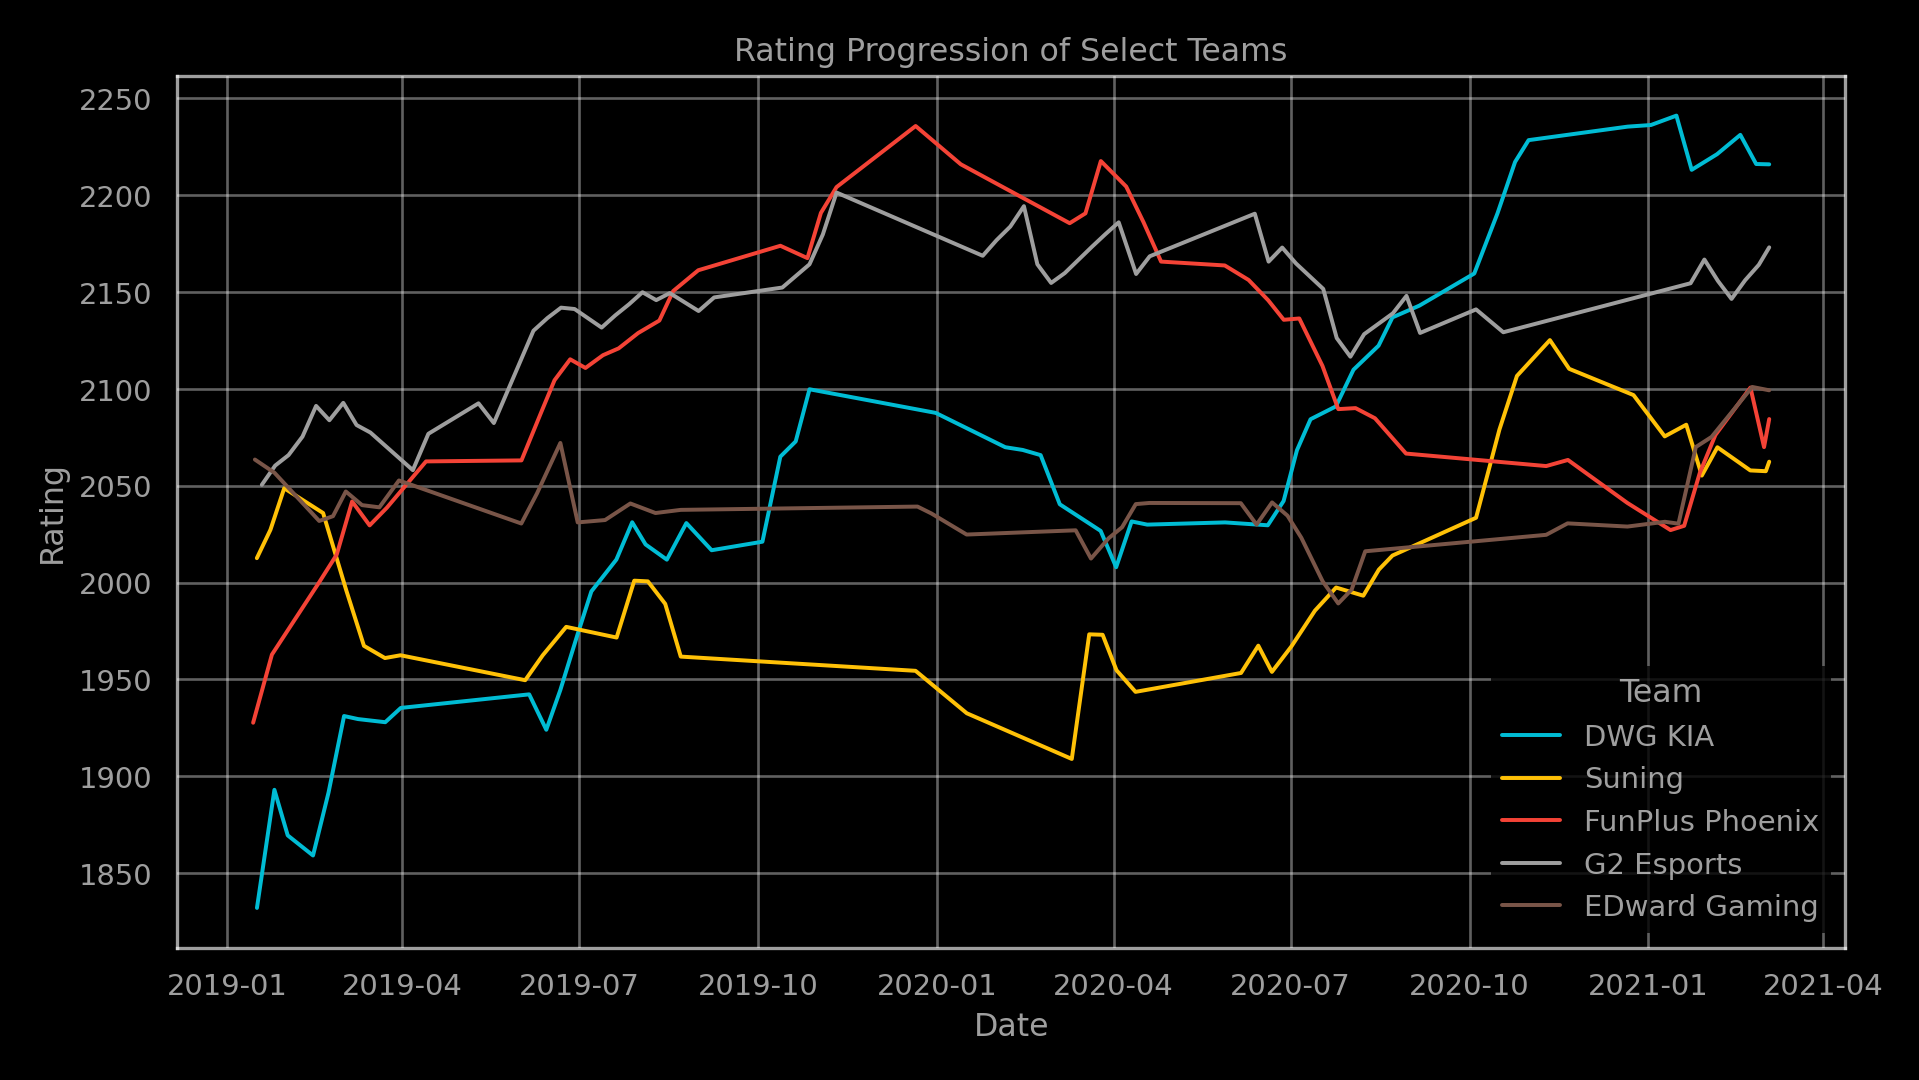 Rating Progression of Select Teams
2250
2200
2150
2100
2050
2000
1950
1900
1850
Rating
2019-01 2019-04 2019-07 2019-10 2020-01 2020-04 2020-07 2020-10 2021-01 2021-04
Date
Team
DWG KIA
Suning
FunPlus Phoenix
G2 Esports
EDward Gaming